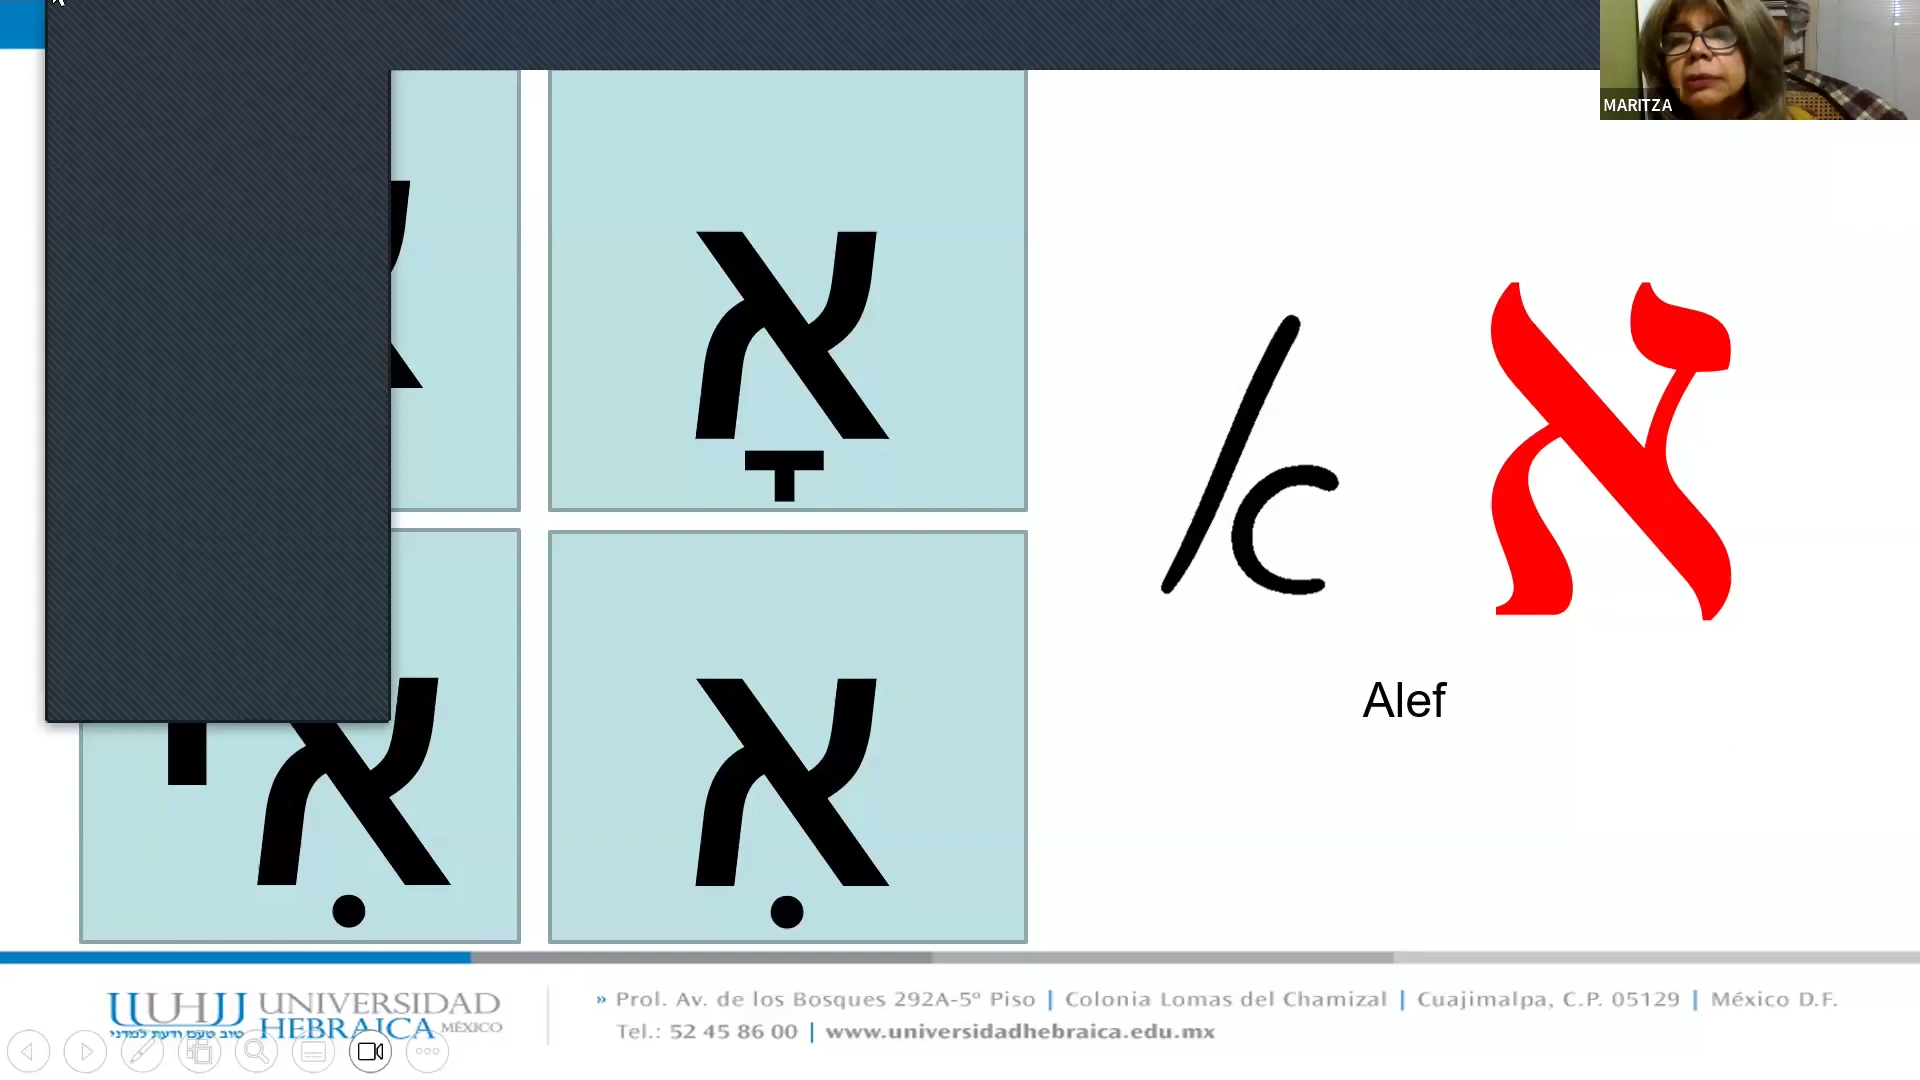 MARITZA
אָ
א
אִ
אִי
Alef
UNIVERSIDAD
HEBRAICA MÉXICO
טוב טעם ודעת למדני
» Prol. Av. de los Bosques 292A-5º Piso | Colonia Lomas del Chamizal | Cuajimalpa, C.P. 05129 | México D.F.
Tel.: 52 45 86 00 | www.universidadhebraica.edu.mx